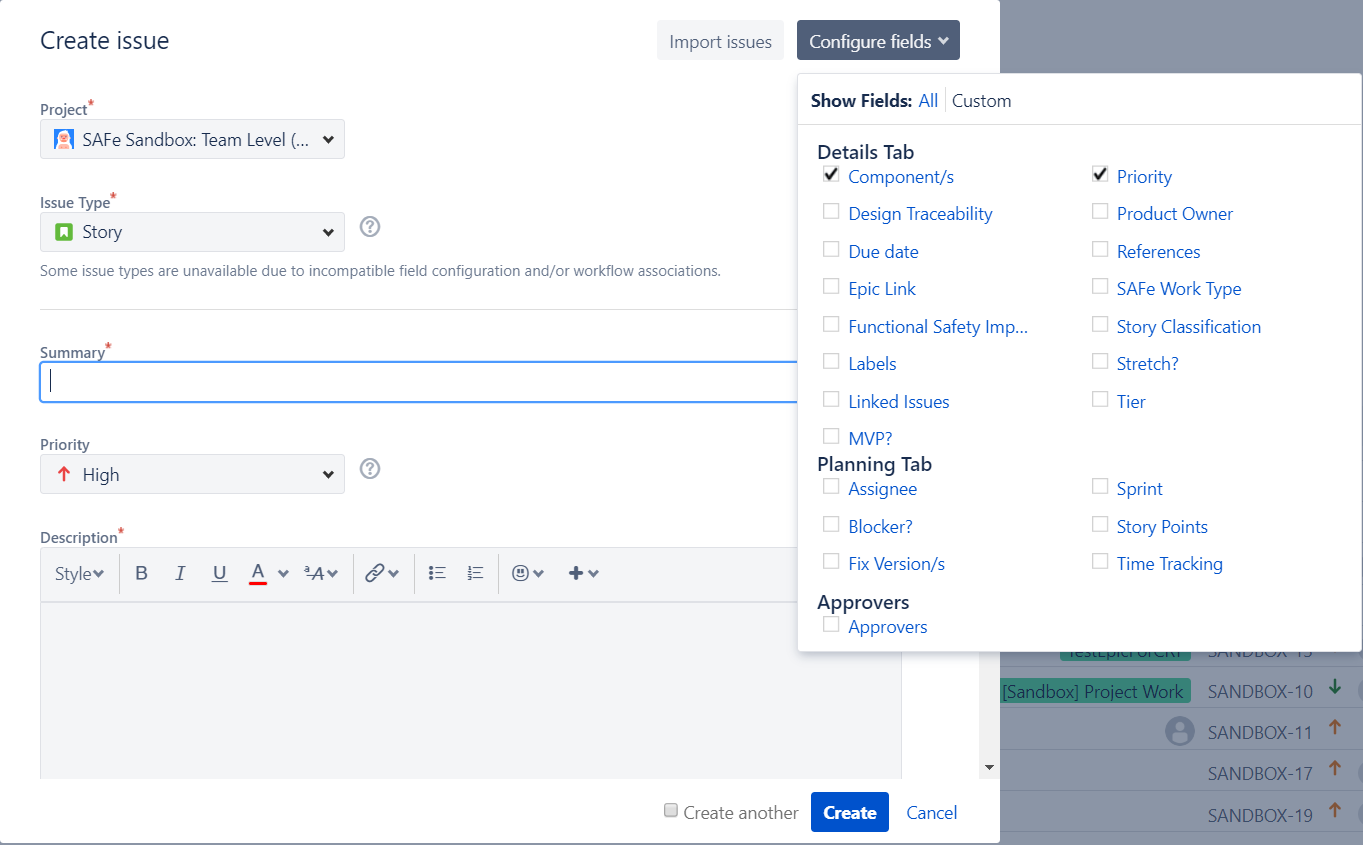 Create issue
Import issues
Configure fields
Project*
SAFe Sandbox: Team Level (...
Issue Type*
Story
Some issue types are unavailable due to incompatible field configuration and/or workflow associations.
Summary*
Priority
High
Description*
Style
B I U A ᵃA
Show Fields: All Custom
Details Tab
Component/s
Priority
Design Traceability
Product Owner
Due date
References
Epic Link
SAFe Work Type
Functional Safety Imp...
Story Classification
Labels
Stretch?
Linked Issues
Tier
MVP?
Planning Tab
Assignee
Sprint
Blocker?
Story Points
Fix Version/s
Time Tracking
Approvers
Approvers
[Sandbox] Project Work SANDBOX-10
SANDBOX-11
SANDBOX-17
SANDBOX-19
Create another
Create
Cancel